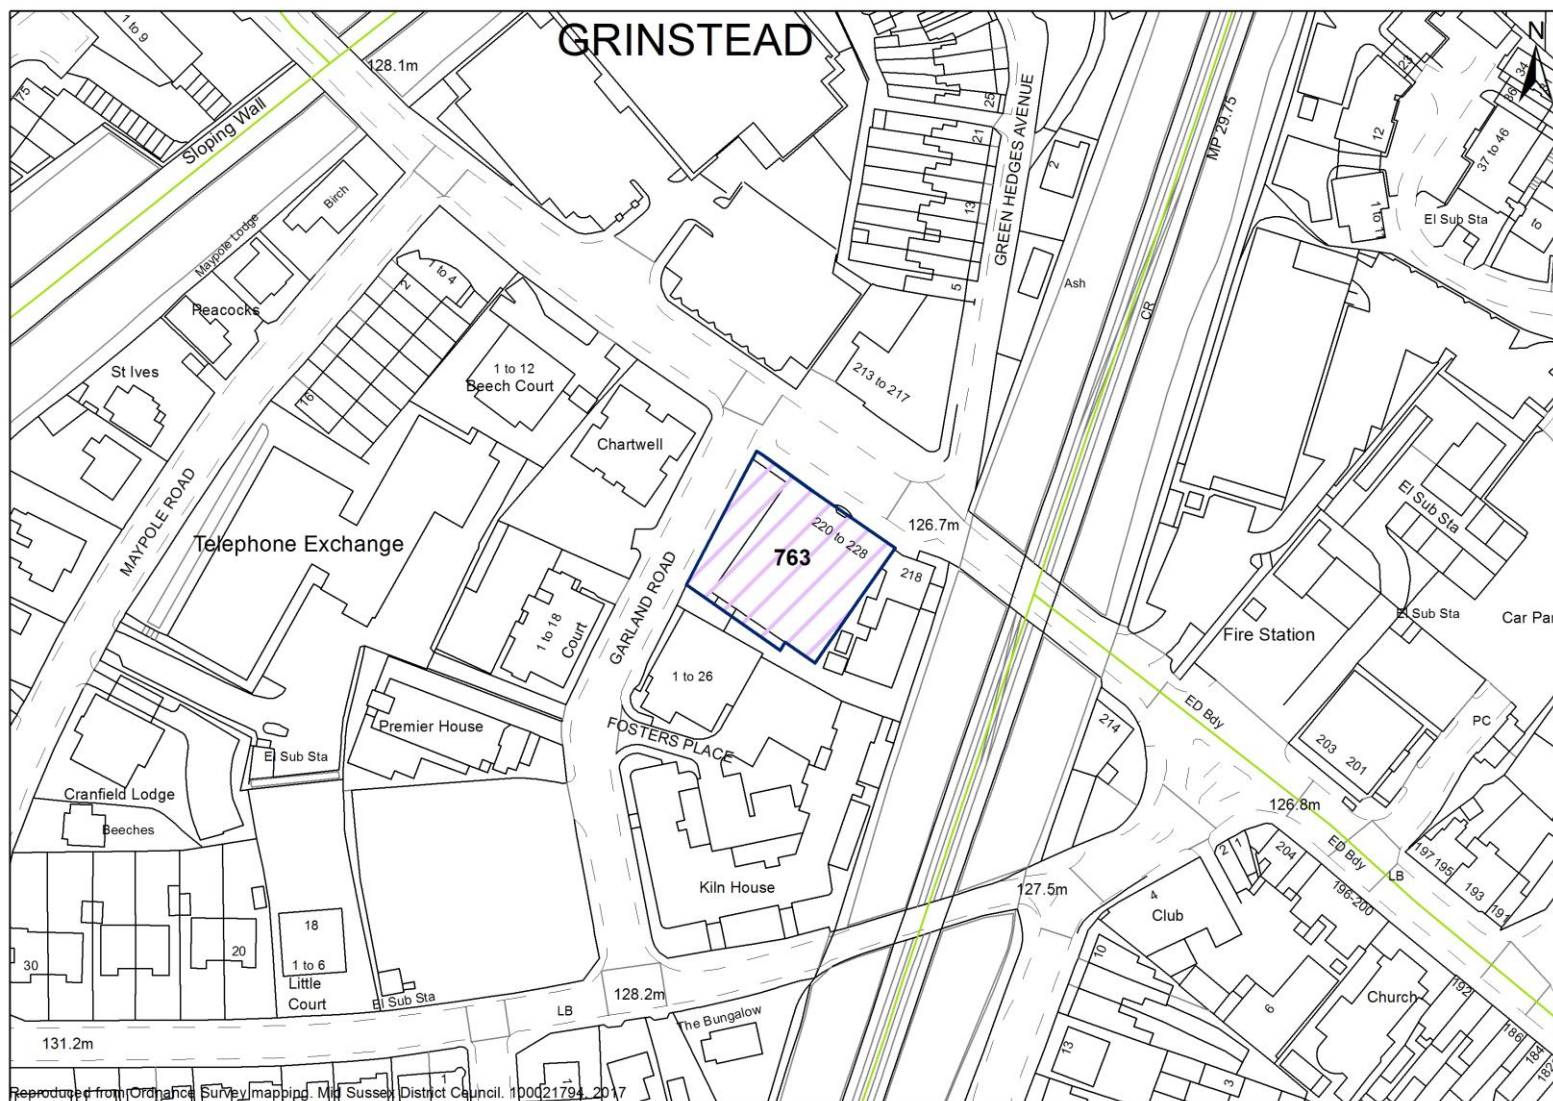 GRINSTEAD
N
1 to 9
128.1m
75
Sloping Wall
25
21
GREEN HEDGES AVENUE
2
MP 29.75
23
34
36
12
37 to 46
Birch
Maypole Lodge
13
1 to 11
El Sub Sta
to
1 to 4
2
5
Ash
CR
Peacocks
St Ives
1 to 12
Beech Court
213 to 217
16
Chartwell
MAYPOLE ROAD
Telephone Exchange
El Sub Sta
220 to 228
126.7m
763
218
GARLAND ROAD
1 to 18
Court
El Sub Sta
Fire Station
Car Par
1 to 26
Premier House
FOSTERS PLACE
ED Bdy
214
PC
El Sub Sta
203
201
Cranfield Lodge
Beeches
126.8m
ED Bdy
197
195
193
191
LB
2
1
204
196-200
Kiln House
127.5m
4
Club
18
20
30
1 to 6
Little
Court
El Sub Sta
10
128.2m
LB
The Bungalow
6
Church
192
186
184
182
131.2m
13
3
1
1
1
Reproduced from Ordnance Survey mapping. Mid Sussex District Council. 100021794. 2017